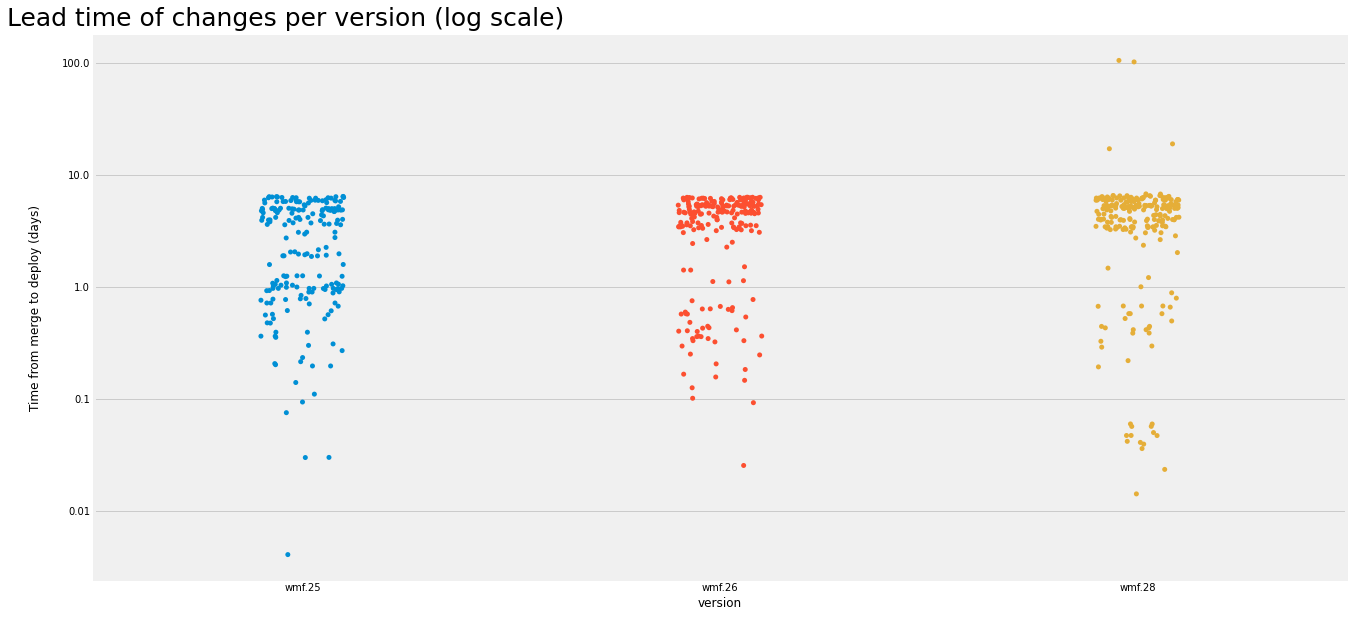 Lead time of changes per version (log scale)
100.0
10.0
1.0
0.1
0.01
Time from merge to deploy (days)
wmf.25
wmf.26
wmf.28
version